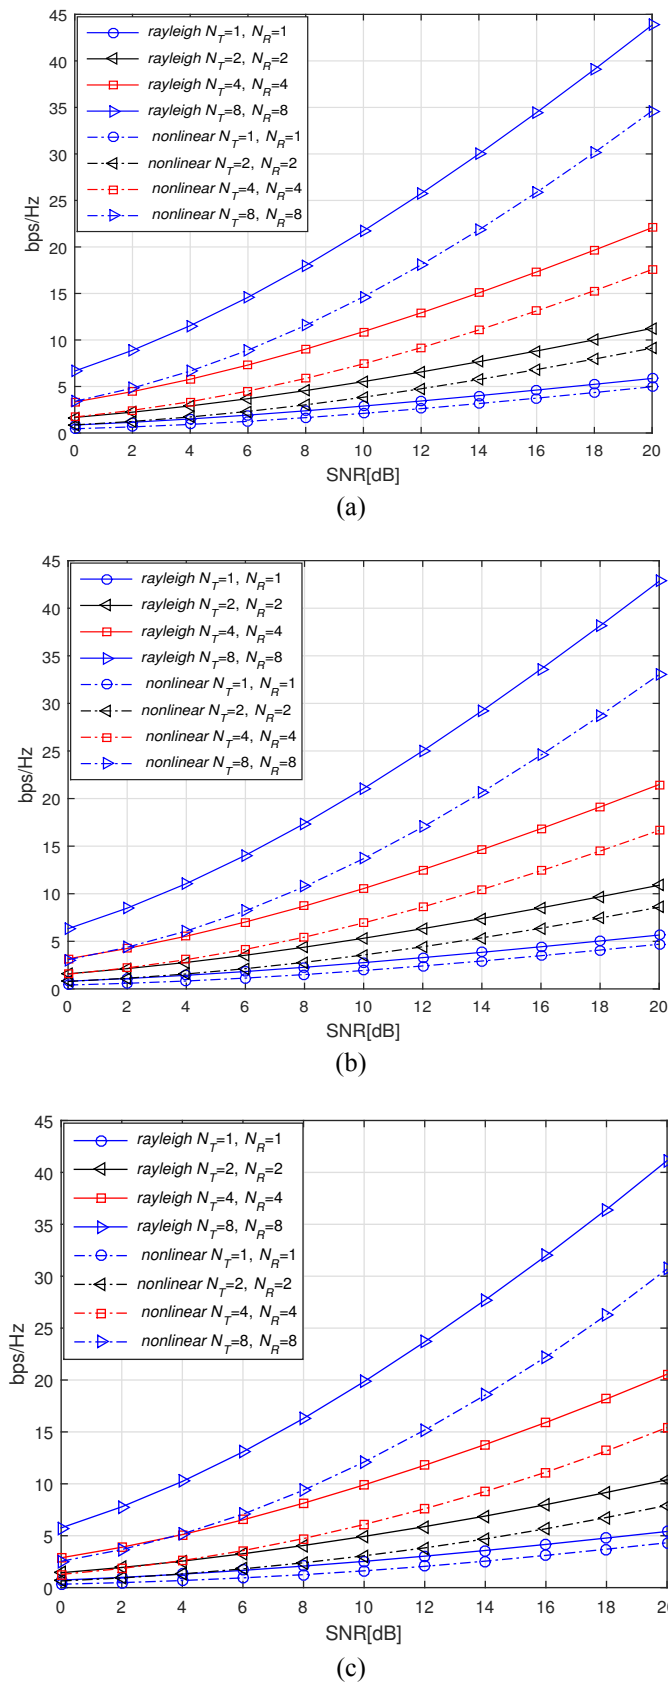 45
40
35
30
25
20
15
10
5
0
bps/Hz
rayleigh N_T=1, N_R=1
rayleigh N_T=2, N_R=2
rayleigh N_T=4, N_R=4
rayleigh N_T=8, N_R=8
nonlinear N_T=1, N_R=1
nonlinear N_T=2, N_R=2
nonlinear N_T=4, N_R=4
nonlinear N_T=8, N_R=8
0 2 4 6 8 10 12 14 16 18 20
SNR[dB]
(a)
45
40
35
30
25
20
15
10
5
0
bps/Hz
rayleigh N_T=1, N_R=1
rayleigh N_T=2, N_R=2
rayleigh N_T=4, N_R=4
rayleigh N_T=8, N_R=8
nonlinear N_T=1, N_R=1
nonlinear N_T=2, N_R=2
nonlinear N_T=4, N_R=4
nonlinear N_T=8, N_R=8
0 2 4 6 8 10 12 14 16 18 20
SNR[dB]
(b)
45
40
35
30
25
20
15
10
5
0
bps/Hz
rayleigh N_T=1, N_R=1
rayleigh N_T=2, N_R=2
rayleigh N_T=4, N_R=4
rayleigh N_T=8, N_R=8
nonlinear N_T=1, N_R=1
nonlinear N_T=2, N_R=2
nonlinear N_T=4, N_R=4
nonlinear N_T=8, N_R=8
0 2 4 6 8 10 12 14 16 18 20
SNR[dB]
(c)